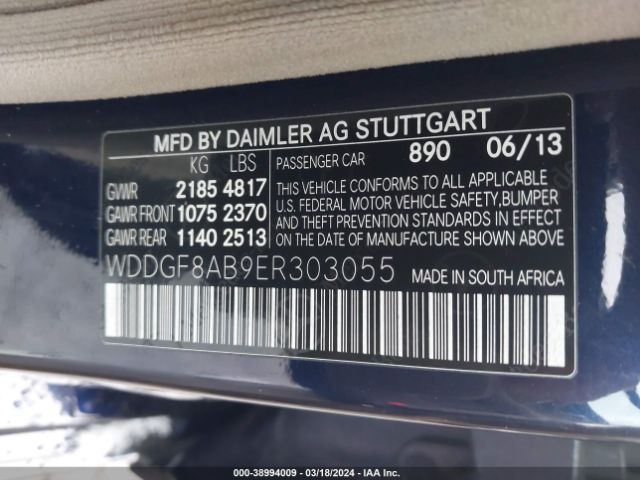 MFD BY DAIMLER AG STUTTGART
KG LBS PASSENGER CAR 890 06/13
GVWR 2185 4817
GAWR FRONT 1075 2370
GAWR REAR 1140 2513
THIS VEHICLE CONFORMS TO ALL APPLICABLE
U.S. FEDERAL MOTOR VEHICLE SAFETY,BUMPER
AND THEFT PREVENTION STANDARDS IN EFFECT
ON THE DATE OF MANUFACTURE SHOWN ABOVE
WDDGF8AB9ER303055 MADE IN SOUTH AFRICA
COPART: 38994009 - 03/18/2024 - IAA Inc.